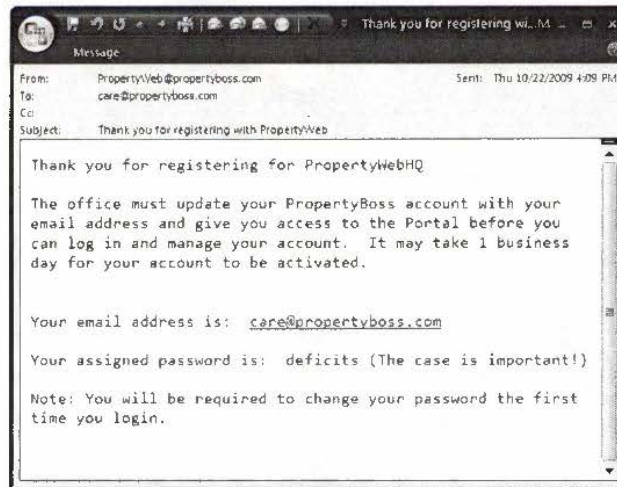 Thank you for registering wi... M
Message
From: PropertyWeb@propertyboss.com Sent: Thu 10/22/2009 4:09 PM
To: care@propertyboss.com
Cc:
Subject: Thank you for registering with PropertyWeb
Thank you for registering for PropertyWebHQ
The office must update your PropertyBoss account with your
email address and give you access to the Portal before you
can log in and manage your account. It may take 1 business
day for your account to be activated.
Your email address is: care@propertyboss.com
Your assigned password is: deficits (The case is important!)
Note: You will be required to change your password the first
time you login.